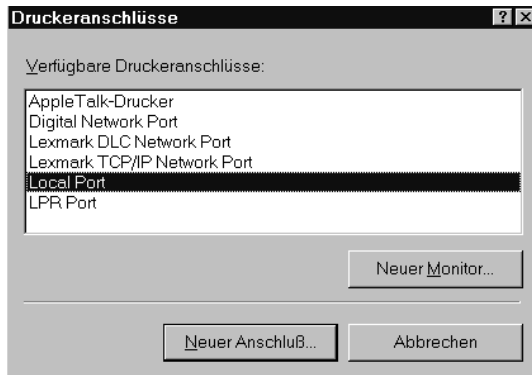 Druckeranschlüsse
Verfügbare Druckeranschlüsse:
AppleTalk-Drucker
Digital Network Port
Lexmark DLC Network Port
Lexmark TCP/IP Network Port
Local Port
LPR Port
Neuer Monitor...
Neuer Anschluß...
Abbrechen